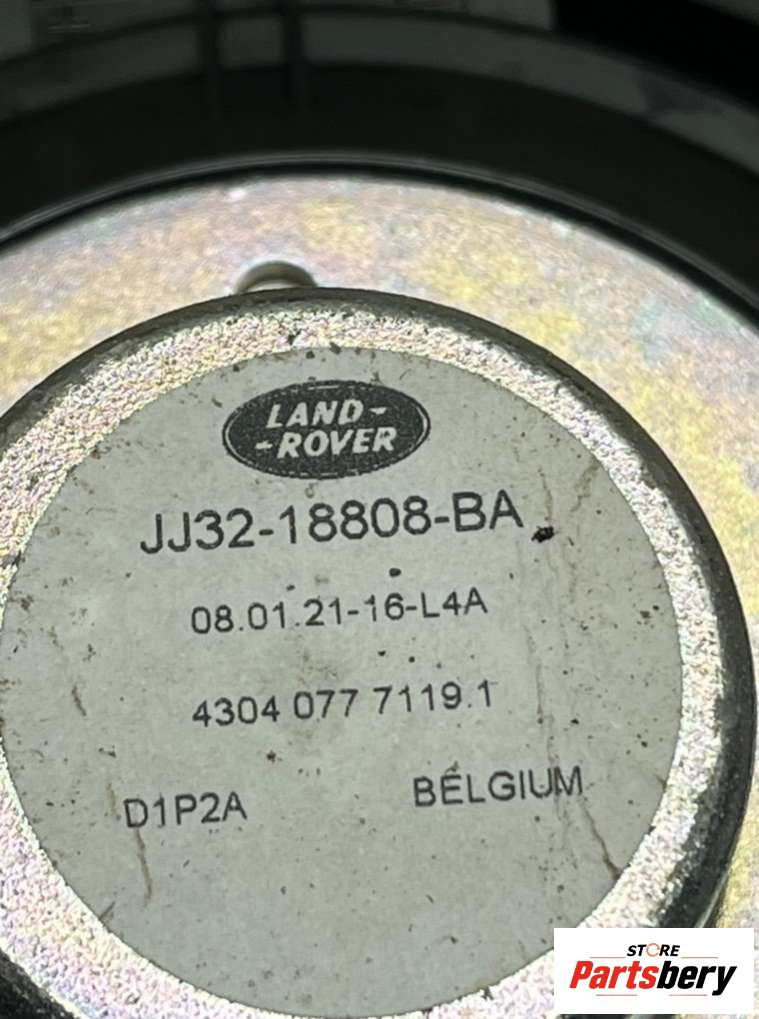 LAND-
-ROVER
JJ32-18808-BA
08.01.21-16-L4A
4304 077 7119.1
D1P2A BELGIUM
STORE
Partsbery